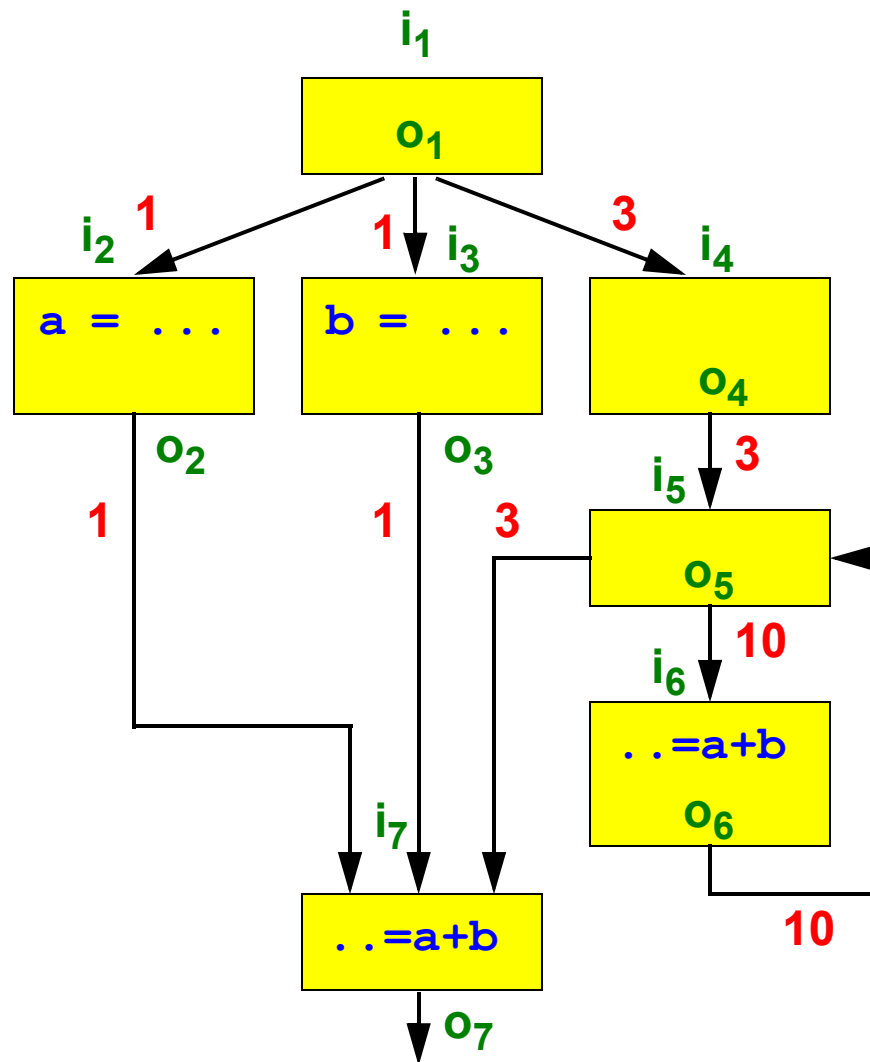 i₁
o₁
1 1 3
i₂ i₃ i₄
a = ... b = ...
o₄
o₂ o₃ 3
i₅
1 1 3
o₅
10
i₆
..=a+b
o₆
i₇
..=a+b
10
o₇